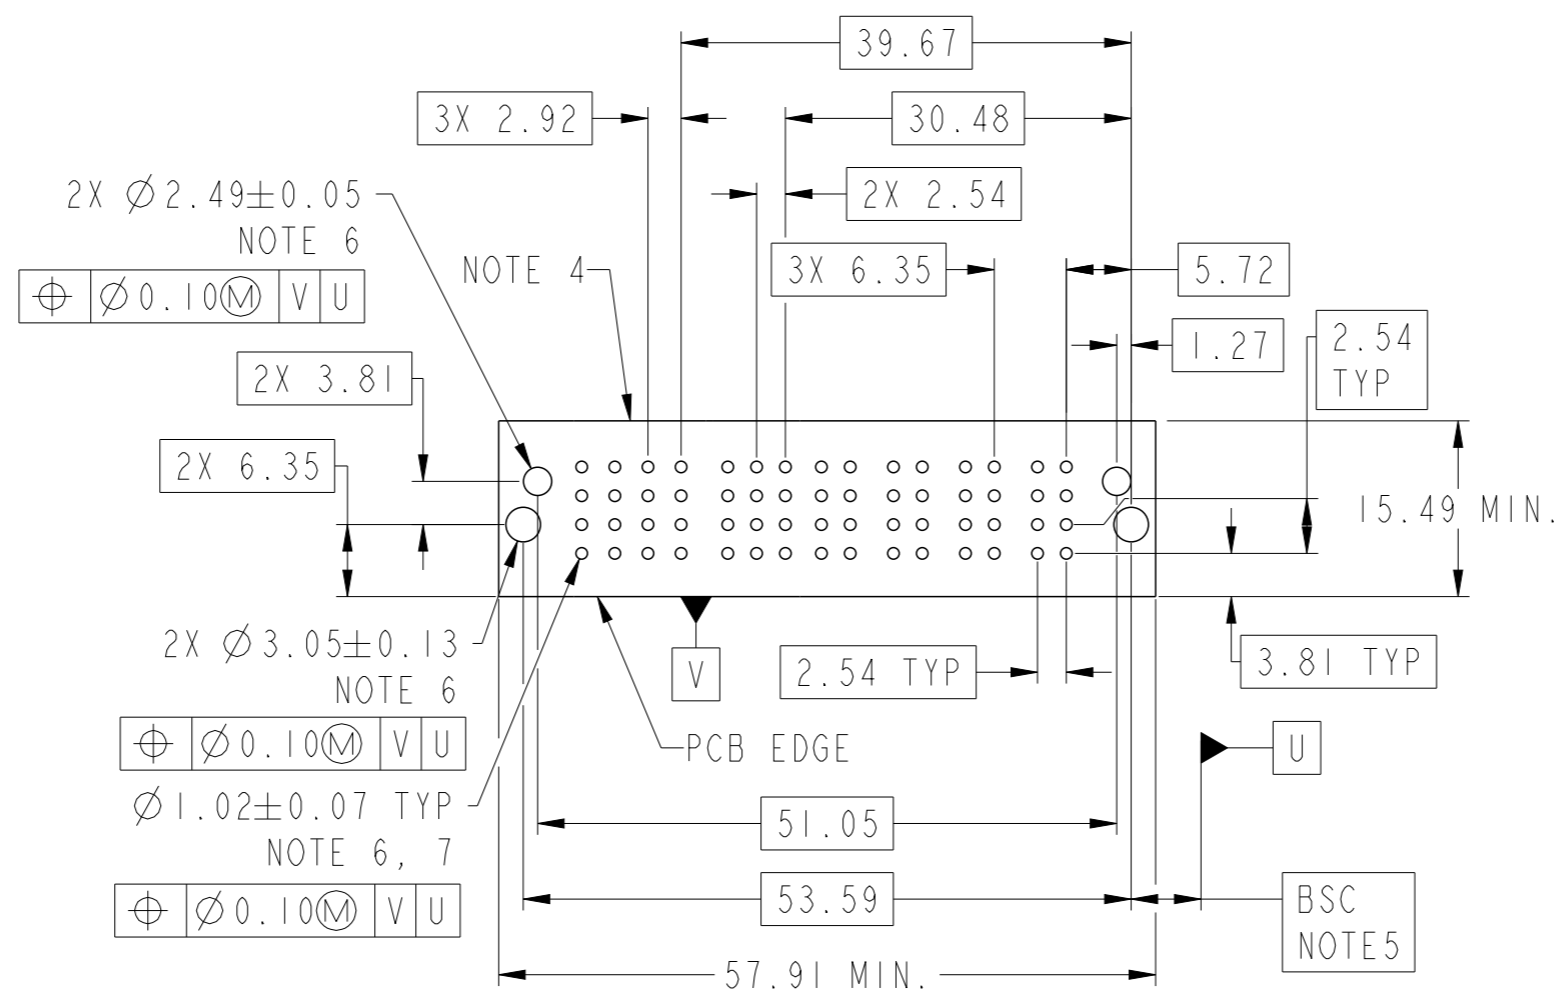 39.67
3X 2.92
30.48
2X Ø2.49±0.05
NOTE 6
2X 2.54
⌖ Ø0.10Ⓜ V U
NOTE 4
3X 6.35
5.72
1.27
2.54
TYP
2X 3.81
2X 6.35
15.49 MIN.
2X Ø3.05±0.13
NOTE 6
⌖ Ø0.10Ⓜ V U
V
2.54 TYP
3.81 TYP
PCB EDGE
U
Ø1.02±0.07 TYP
NOTE 6, 7
⌖ Ø0.10Ⓜ V U
51.05
53.59
BSC
NOTE5
57.91 MIN.